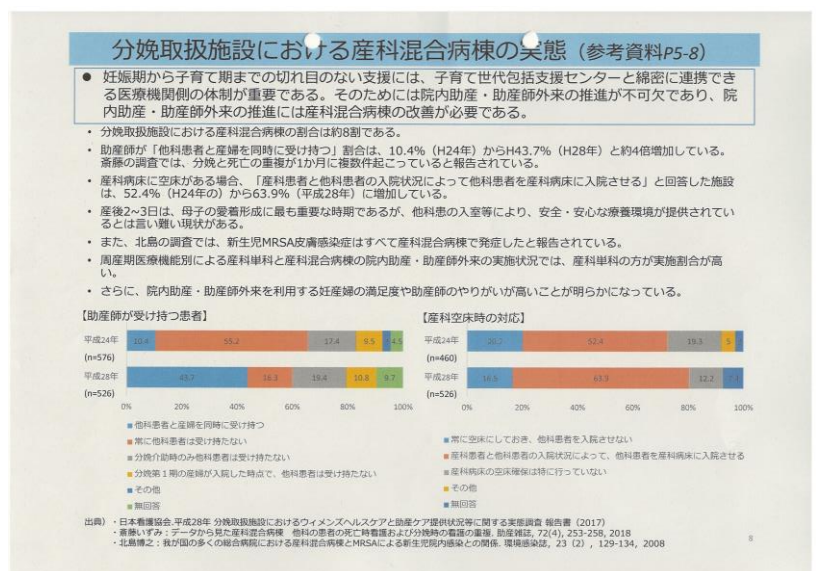 分娩取扱施設における産科混合病棟の実態（参考資料P5-8）
● 妊娠期から子育て期までの切れ目のない支援には、子育て世代包括支援センターと綿密に連携でき
る医療機関側の体制が重要である。そのためには院内助産・助産師外来の推進が不可欠であり、院
内助産・助産師外来の推進には産科混合病棟の改善が必要である。
・ 分娩取扱施設における産科混合病棟の割合は約8割である。
・ 助産師が「他科患者と産婦を同時に受け持つ」割合は、10.4%（H24年）からH43.7%（H28年）と約4倍増加している。
斎藤の調査では、分娩と死亡の重複が1か月に複数件起こっていると報告されている。
・ 産科病床に空床がある場合、「産科患者と他科患者の入院状況によって他科患者を産科病床に入院させる」と回答した施設
は、52.4%（H24年の）から63.9%（平成28年）に増加している。
・ 産後2~3日は、母子の愛着形成に最も重要な時期であるが、他科患の入室等により、安全・安心な療養環境が提供されてい
るとは言い難い現状がある。
・ また、北島の調査では、新生児MRSA皮膚感染症はすべて産科混合病棟で発症したと報告されている。
・ 周産期医療機能別による産科単科と産科混合病棟の院内助産・助産師外来の実施状況では、産科単科の方が実施割合が高
い。
・ さらに、院内助産・助産師外来を利用する妊産婦の満足度や助産師のやりがいが高いことが明らかになっている。
【助産師が受け持つ患者】
平成24年 10.4 55.2 17.4 9.5 4.5
(n=576)
平成28年 43.7 16.3 19.4 10.8 9.7
(n=526)
0% 20% 40% 60% 80% 100%
■他科患者と産婦を同時に受け持つ
■常に他科患者は受け持たない
■分娩介助時のみ他科患者は受け持たない
■分娩第１期の産婦が入院した時点で、他科患者は受け持たない
■その他
■無回答
【産科空床時の対応】
平成24年 20.2 52.4 19.3 5
(n=460)
平成28年 16.5 63.9 12.2
(n=526)
0% 20% 40% 60% 80% 100%
■常に空床にしておき、他科患者を入院させない
■産科患者と他科患者の入院状況によって、他科患者を産科病床に入院させる
■産科病床の空床確保は特に行っていない
■その他
■無回答
出典）・日本看護協会.平成28年 分娩取扱施設におけるウィメンズヘルスケアと助産ケア提供状況等に関する実態調査 報告書（2017）
・斎藤いずみ：データから見た産科混合病棟 他科の患者の死亡時看護および分娩時の看護の重複. 助産雑誌, 72(4), 253-258, 2018
・北島博之：我が国の多くの総合病院における産科混合病棟とMRSAによる新生児院内感染との関係. 環境感染誌, 23（2）, 129-134, 2008
8